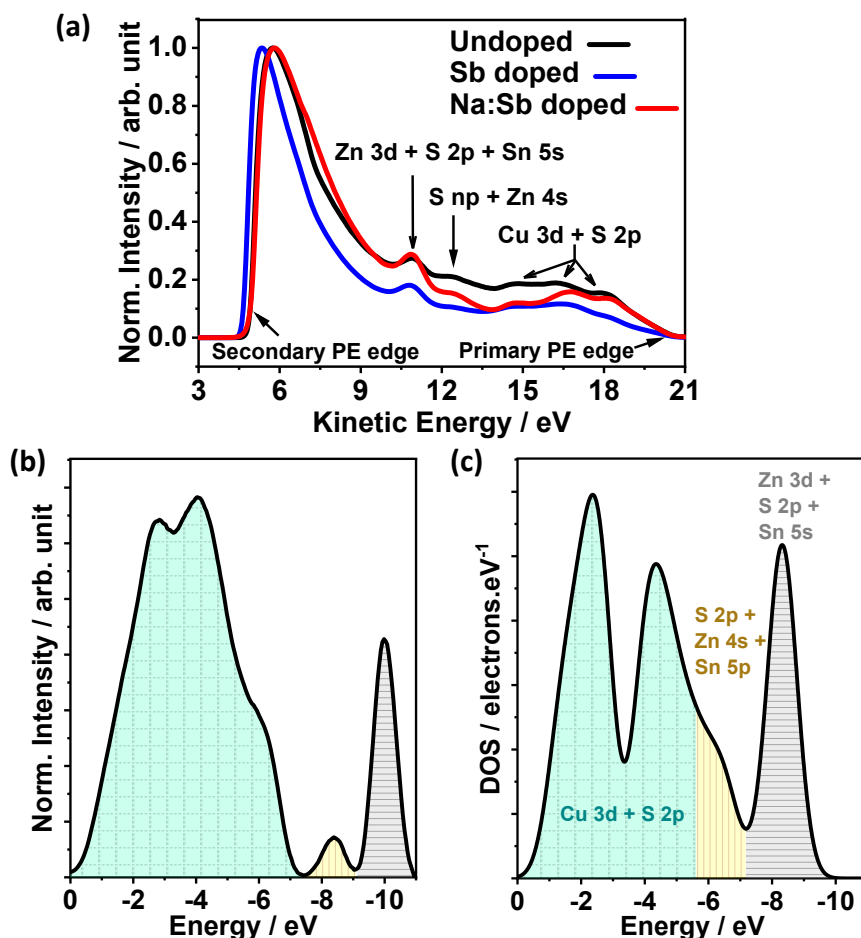 (a)
Norm. Intensity / arb. unit
1.0
0.8
0.6
0.4
0.2
0.0
Undoped
Sb doped
Na:Sb doped
Zn 3d + S 2p + Sn 5s
S np + Zn 4s
Cu 3d + S 2p
Secondary PE edge
Primary PE edge
3 6 9 12 15 18 21
Kinetic Energy / eV
(b)
Norm. Intensity / arb. unit
0 -2 -4 -6 -8 -10
Energy / eV
(c)
DOS / electrons.eV⁻¹
Zn 3d +
S 2p +
Sn 5s
S 2p +
Zn 4s +
Sn 5p
Cu 3d + S 2p
0 -2 -4 -6 -8 -10
Energy / eV